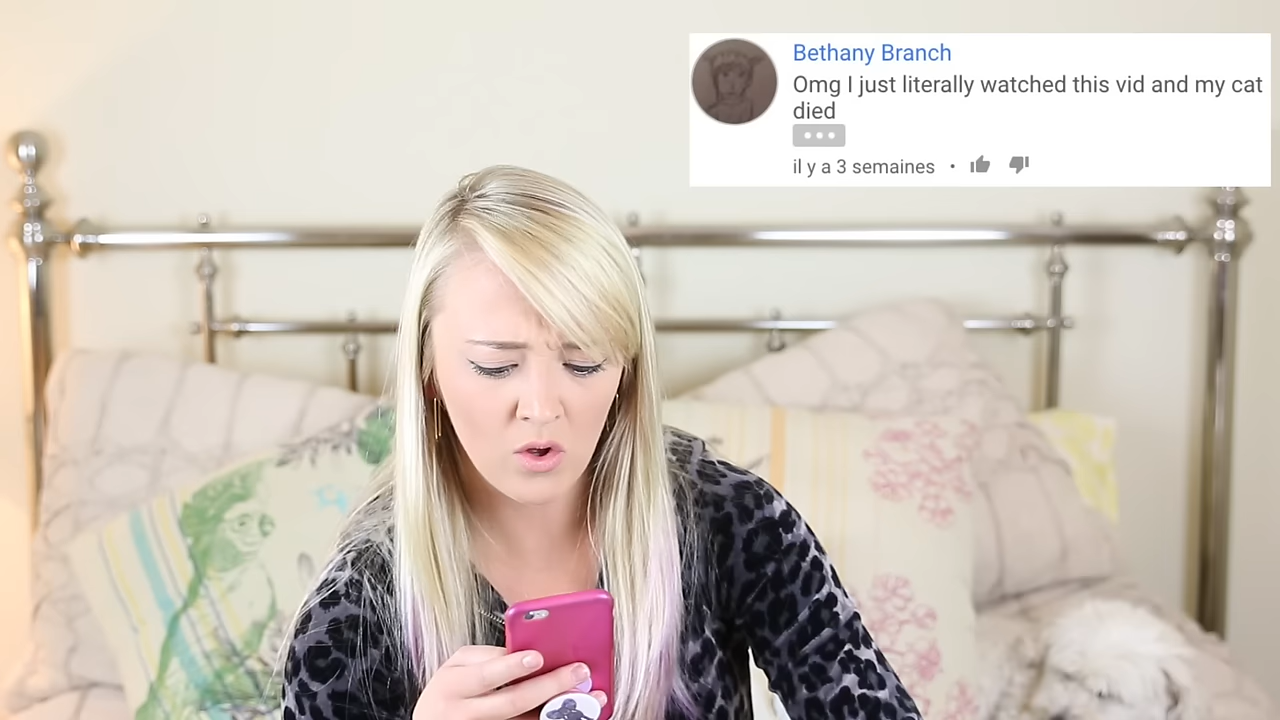 Bethany Branch
Omg I just literally watched this vid and my cat
died
il y a 3 semaines